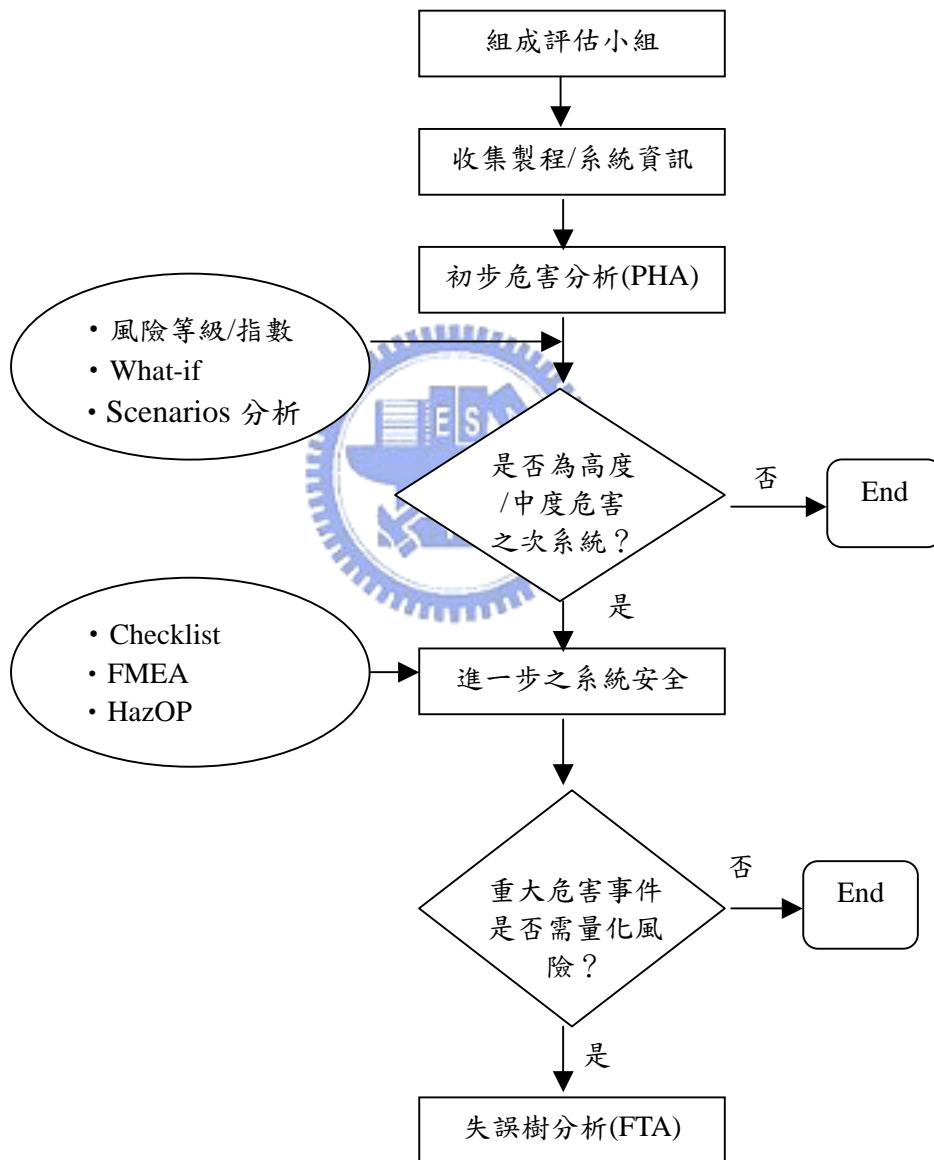 組成評估小組
收集製程/系統資訊
初步危害分析(PHA)
・風險等級/指數
・What-if
・Scenarios 分析
E S
是否為高度
/中度危害
之次系統？
否
End
是
・Checklist
・FMEA
・HazOP
進一步之系統安全
重大危害事件
是否需量化風
險？
否
End
是
失誤樹分析(FTA)